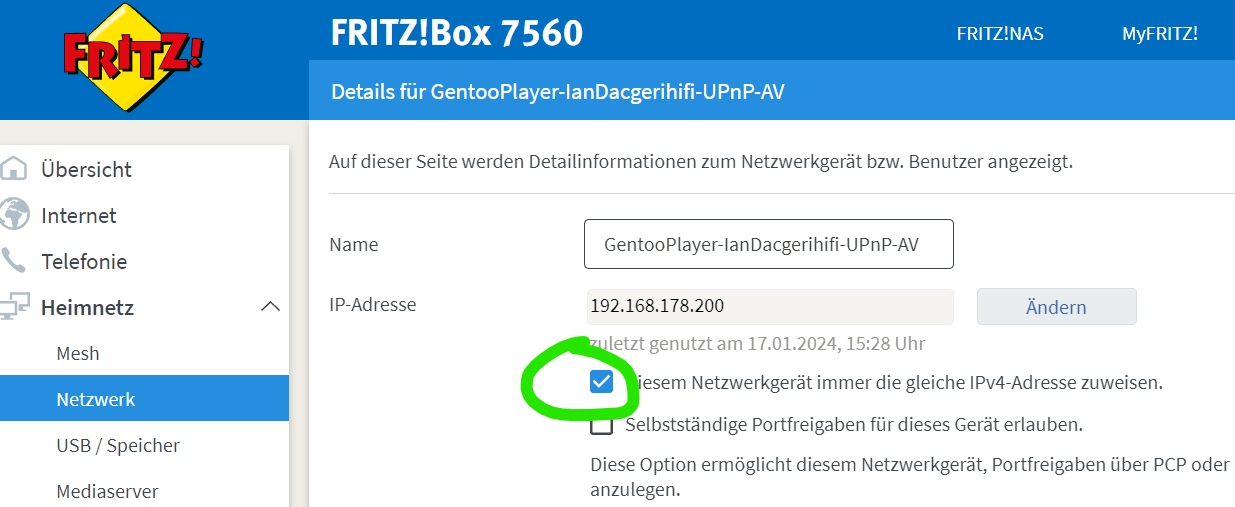 FRITZ!
FRITZ!Box 7560
FRITZ!NAS
MyFRITZ!
Details für GentooPlayer-IanDacgerihifi-UPnP-AV
Übersicht
Internet
Telefonie
Heimnetz
Mesh
Netzwerk
USB / Speicher
Mediaserver
Auf dieser Seite werden Detailinformationen zum Netzwerkgerät bzw. Benutzer angezeigt.
Name
GentooPlayer-IanDacgerihifi-UPnP-AV
IP-Adresse
192.168.178.200
Ändern
zuletzt genutzt am 17.01.2024, 15:28 Uhr
Diesem Netzwerkgerät immer die gleiche IPv4-Adresse zuweisen.
Selbstständige Portfreigaben für dieses Gerät erlauben.
Diese Option ermöglicht diesem Netzwerkgerät, Portfreigaben über PCP oder
anzulegen.